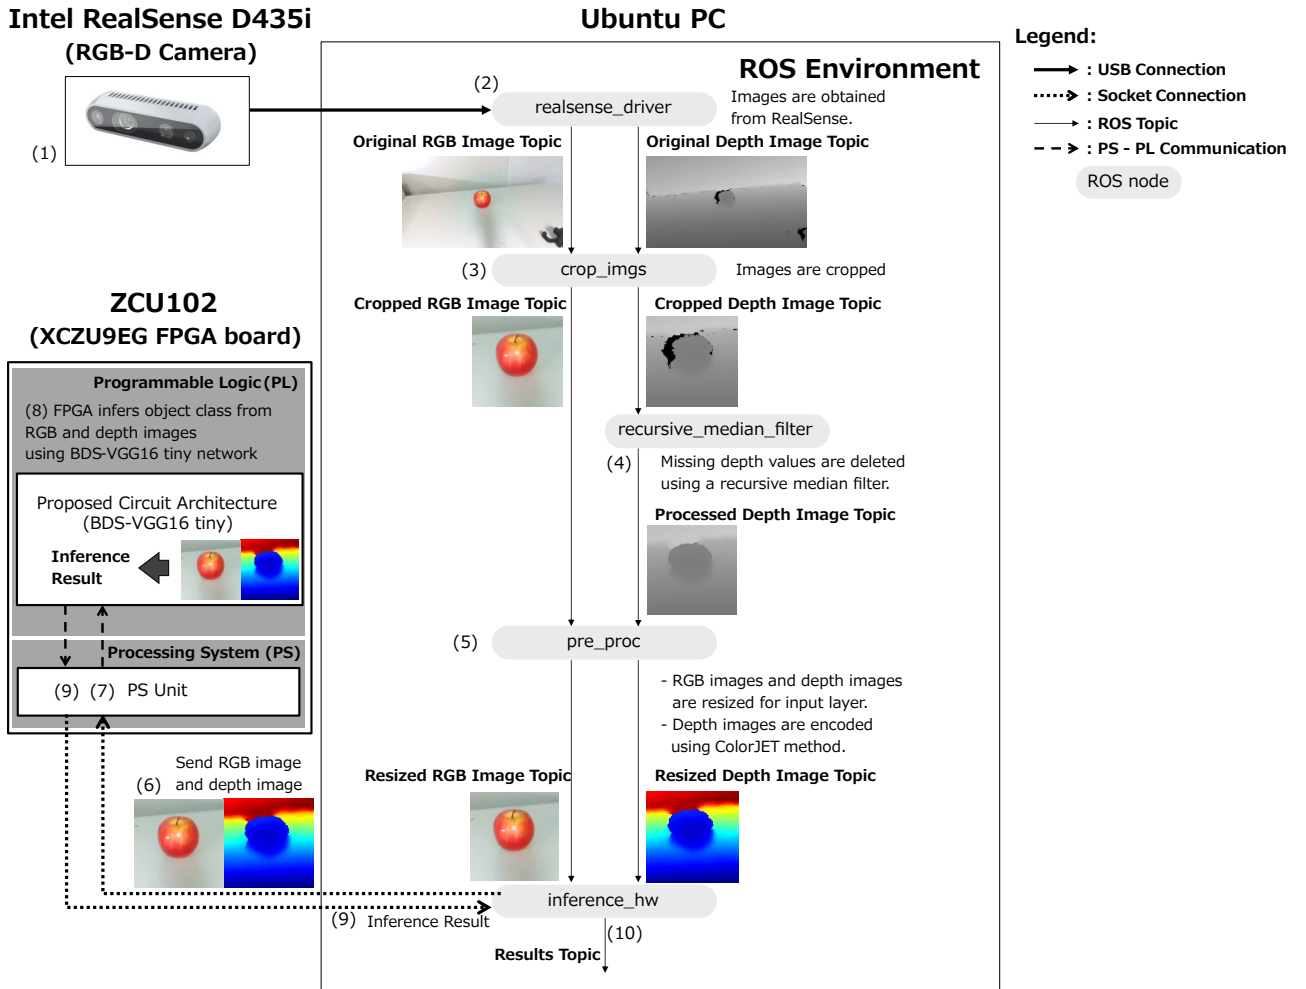 Intel RealSense D435i
(RGB-D Camera)
(1)
Ubuntu PC
ROS Environment
(2)
realsense_driver
Images are obtained
from RealSense.
Original RGB Image Topic
Original Depth Image Topic
(3)
crop_imgs
Images are cropped
Cropped RGB Image Topic
Cropped Depth Image Topic
recursive_median_filter
(4)
Missing depth values are deleted
using a recursive median filter.
Processed Depth Image Topic
(5)
pre_proc
- RGB images and depth images
are resized for input layer.
- Depth images are encoded
using ColorJET method.
Resized RGB Image Topic
Resized Depth Image Topic
inference_hw
(9) Inference Result
(10)
Results Topic
ZCU102
(XCZU9EG FPGA board)
Programmable Logic (PL)
(8) FPGA infers object class from
RGB and depth images
using BDS-VGG16 tiny network
Proposed Circuit Architecture
(BDS-VGG16 tiny)
Inference
Result
Processing System (PS)
(9) (7) PS Unit
Send RGB image
(6) and depth image
Legend:
: USB Connection
: Socket Connection
: ROS Topic
: PS - PL Communication
ROS node